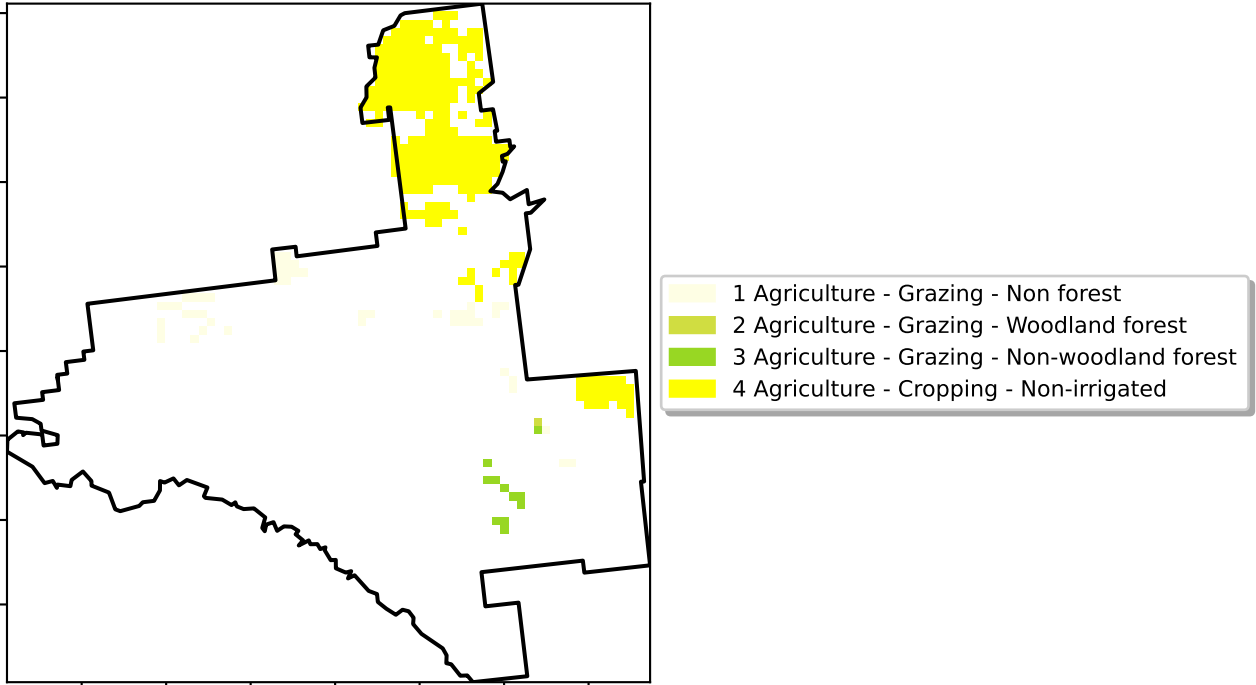 1 Agriculture - Grazing - Non forest
2 Agriculture - Grazing - Woodland forest
3 Agriculture - Grazing - Non-woodland forest
4 Agriculture - Cropping - Non-irrigated